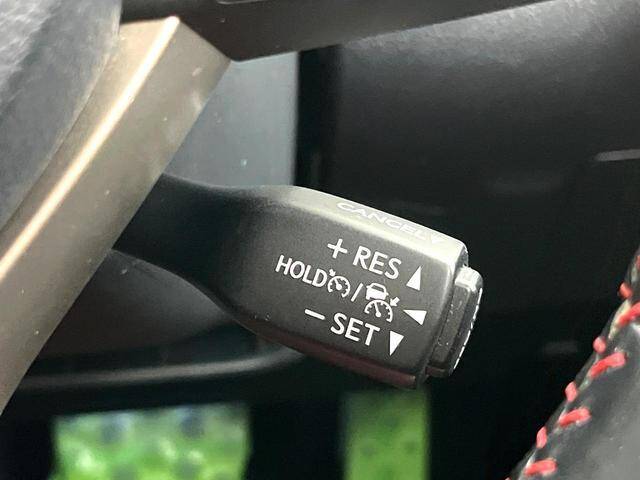 CANCEL
+ RES
HOLD /
− SET